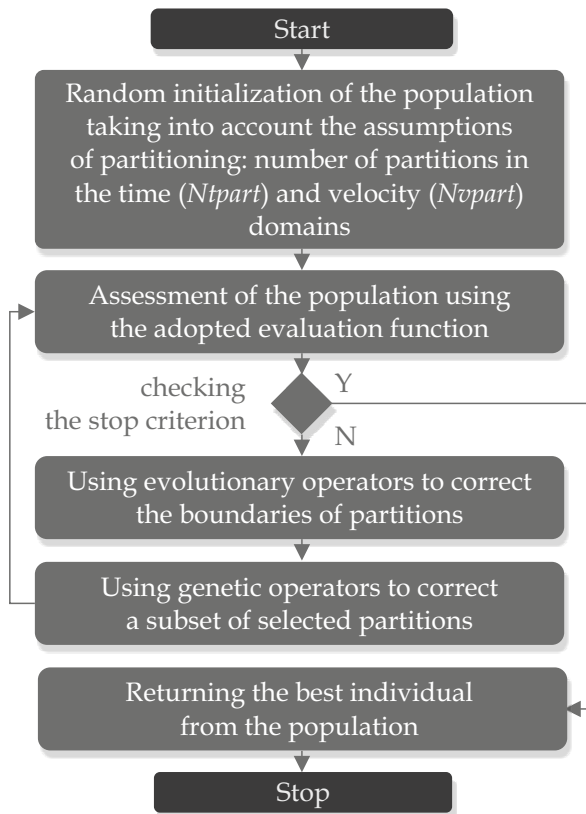 Start
Random initialization of the population
taking into account the assumptions
of partitioning: number of partitions in
the time (Ntpart) and velocity (Nvpart)
domains
Assessment of the population using
the adopted evaluation function
checking
the stop criterion
Y
N
Using evolutionary operators to correct
the boundaries of partitions
Using genetic operators to correct
a subset of selected partitions
Returning the best individual
from the population
Stop